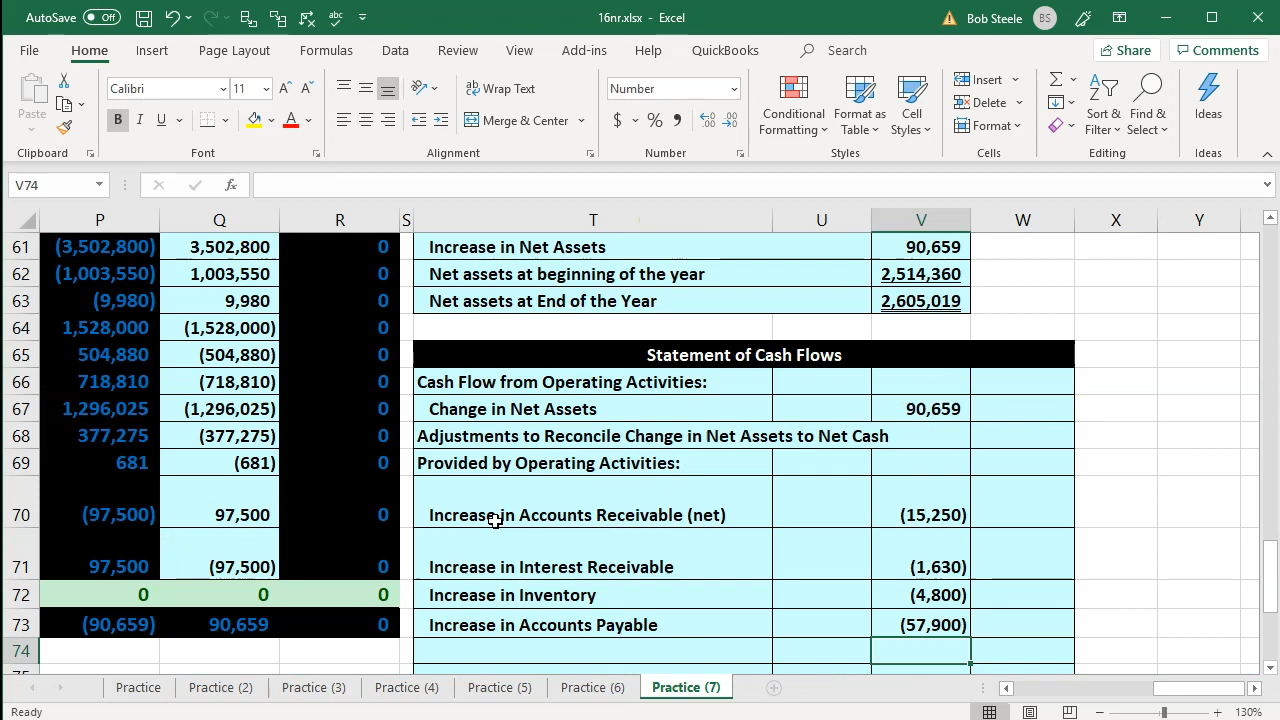 AutoSave Off 16nr.xlsx - Excel Bob Steele BS
File Home Insert Page Layout Formulas Data Review View Add-ins Help QuickBooks Search Share Comments
Paste Calibri 11 Wrap Text Number Conditional Formatting Format as Table Cell Styles Insert Sort & Filter Find & Select Ideas
B I U A Merge & Center $ % Delete
Format
Clipboard Font Alignment Number Styles Cells Editing Ideas
V74 fx
P Q R S T U V W X Y
61 (3,502,800) 3,502,800 0 Increase in Net Assets 90,659
62 (1,003,550) 1,003,550 0 Net assets at beginning of the year 2,514,360
63 (9,980) 9,980 0 Net assets at End of the Year 2,605,019
64 1,528,000 (1,528,000) 0
65 504,880 (504,880) 0 Statement of Cash Flows
66 718,810 (718,810) 0 Cash Flow from Operating Activities:
67 1,296,025 (1,296,025) 0 Change in Net Assets 90,659
68 377,275 (377,275) 0 Adjustments to Reconcile Change in Net Assets to Net Cash
69 681 (681) 0 Provided by Operating Activities:
70 (97,500) 97,500 0 Increase in Accounts Receivable (net) (15,250)
71 97,500 (97,500) 0 Increase in Interest Receivable (1,630)
72 0 0 0 Increase in Inventory (4,800)
73 (90,659) 90,659 0 Increase in Accounts Payable (57,900)
74
Practice Practice (2) Practice (3) Practice (4) Practice (5) Practice (6) Practice (7)
Ready 130%